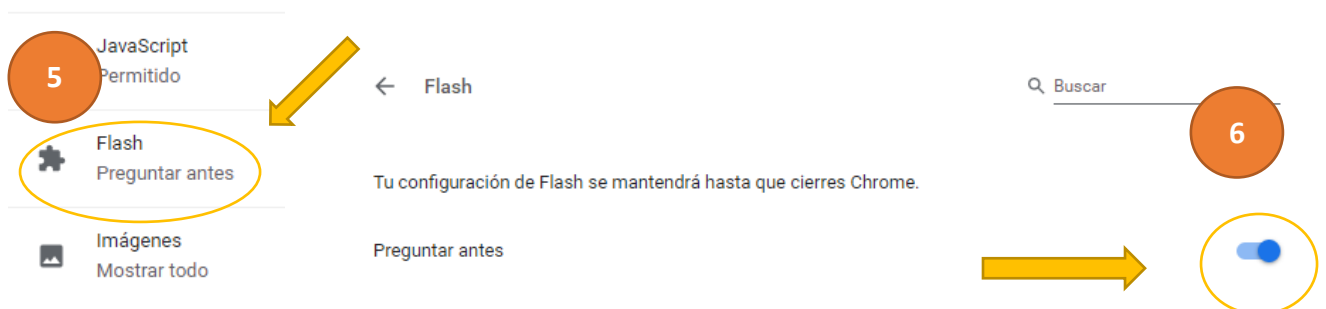 5
JavaScript
Permitido
Flash
Preguntar antes
Imágenes
Mostrar todo
Flash
Buscar
6
Tu configuración de Flash se mantendrá hasta que cierres Chrome.
Preguntar antes